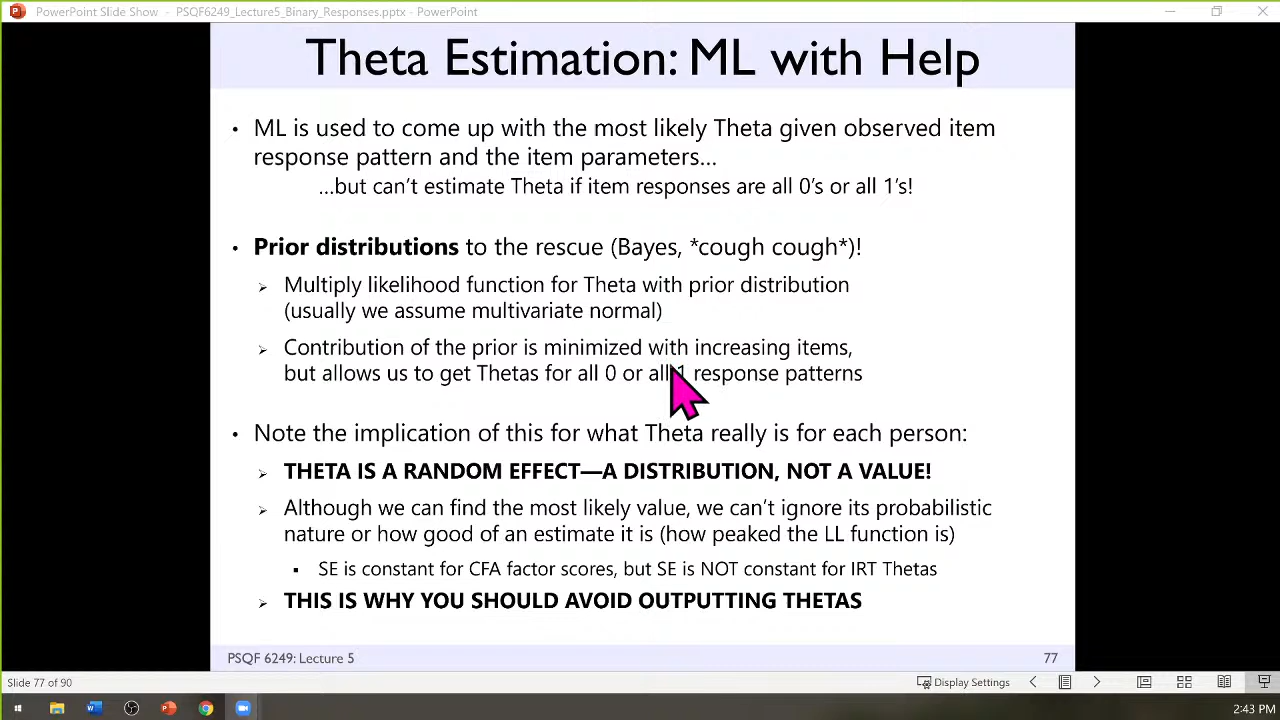 PowerPoint Slide Show - PSQF6249_Lecture5_Binary_Responses.pptx - PowerPoint
Theta Estimation: ML with Help
• ML is used to come up with the most likely Theta given observed item
response pattern and the item parameters…
…but can't estimate Theta if item responses are all 0's or all 1's!
• Prior distributions to the rescue (Bayes, *cough cough*)!
➢ Multiply likelihood function for Theta with prior distribution
(usually we assume multivariate normal)
➢ Contribution of the prior is minimized with increasing items,
but allows us to get Thetas for all 0 or all 1 response patterns
• Note the implication of this for what Theta really is for each person:
➢ THETA IS A RANDOM EFFECT—A DISTRIBUTION, NOT A VALUE!
➢ Although we can find the most likely value, we can't ignore its probabilistic
nature or how good of an estimate it is (how peaked the LL function is)
▪ SE is constant for CFA factor scores, but SE is NOT constant for IRT Thetas
➢ THIS IS WHY YOU SHOULD AVOID OUTPUTTING THETAS
PSQF 6249: Lecture 5 77
Slide 77 of 90 Display Settings
2:43 PM